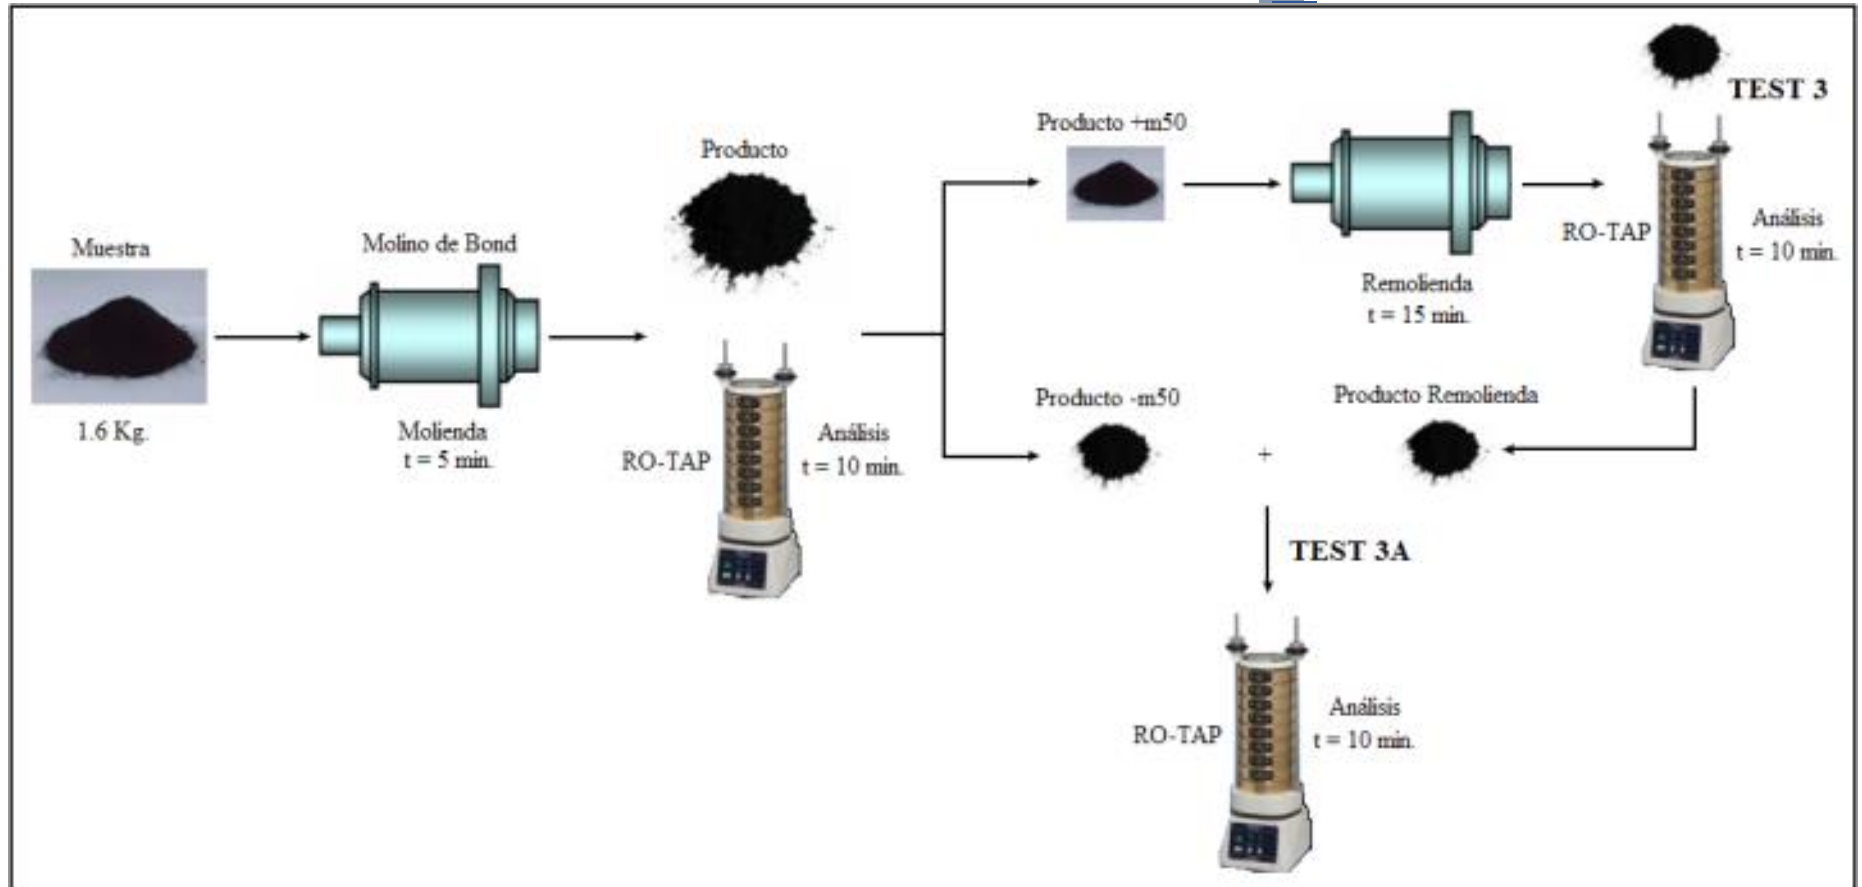 Muestra
1.6 Kg.
Molino de Bond
Molienda
t = 5 min.
Producto
RO-TAP
Análisis
t = 10 min.
Producto +m50
Remolienda
t = 15 min.
TEST 3
RO-TAP
Análisis
t = 10 min.
Producto -m50
+
Producto Remolienda
TEST 3A
RO-TAP
Análisis
t = 10 min.